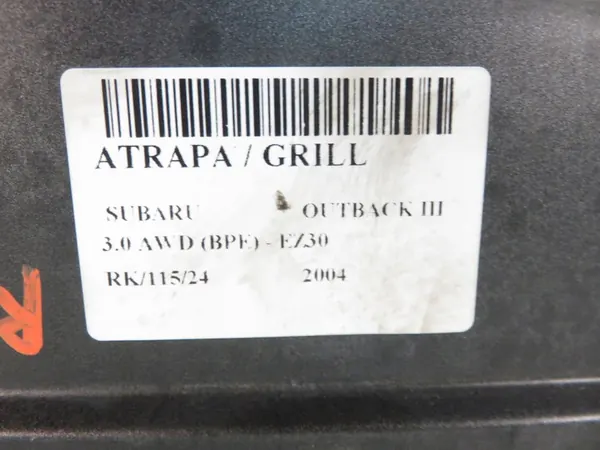 ATRAPA / GRILL
SUBARU OUTBACK III
3.0 AWD (BPE) - EZ30
RK/115/24 2004